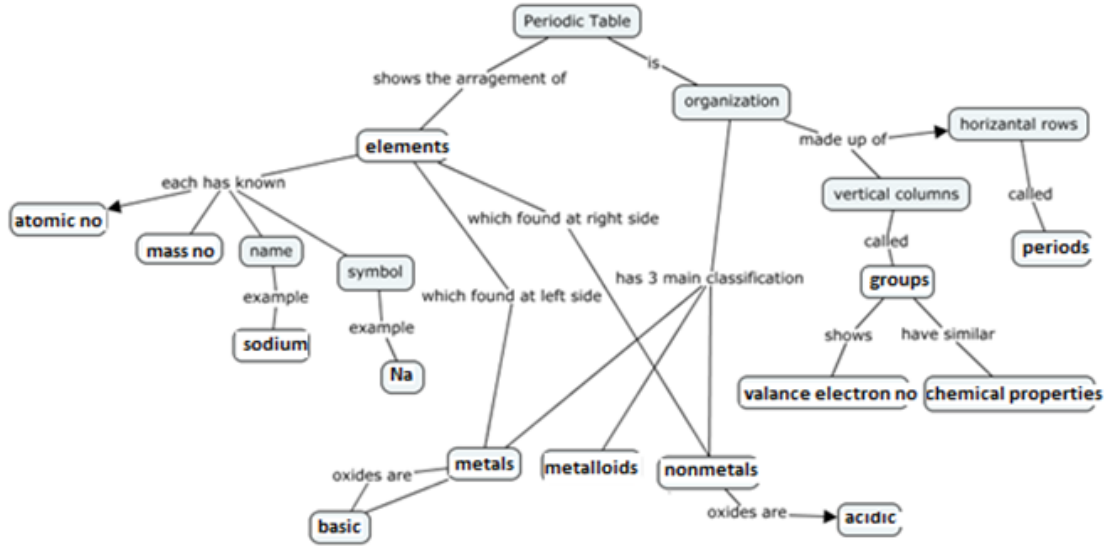 Periodic Table
is
shows the arragement of
organization
horizantal rows
made up of
elements
each has known
vertical columns
called
atomic no
which found at right side
mass no
name
called
periods
symbol
has 3 main classification
groups
example
which found at left side
example
shows
have similar
sodium
Na
valance electron no
chemical properties
metals
metalloids
nonmetals
oxides are
oxides are
acidic
basic